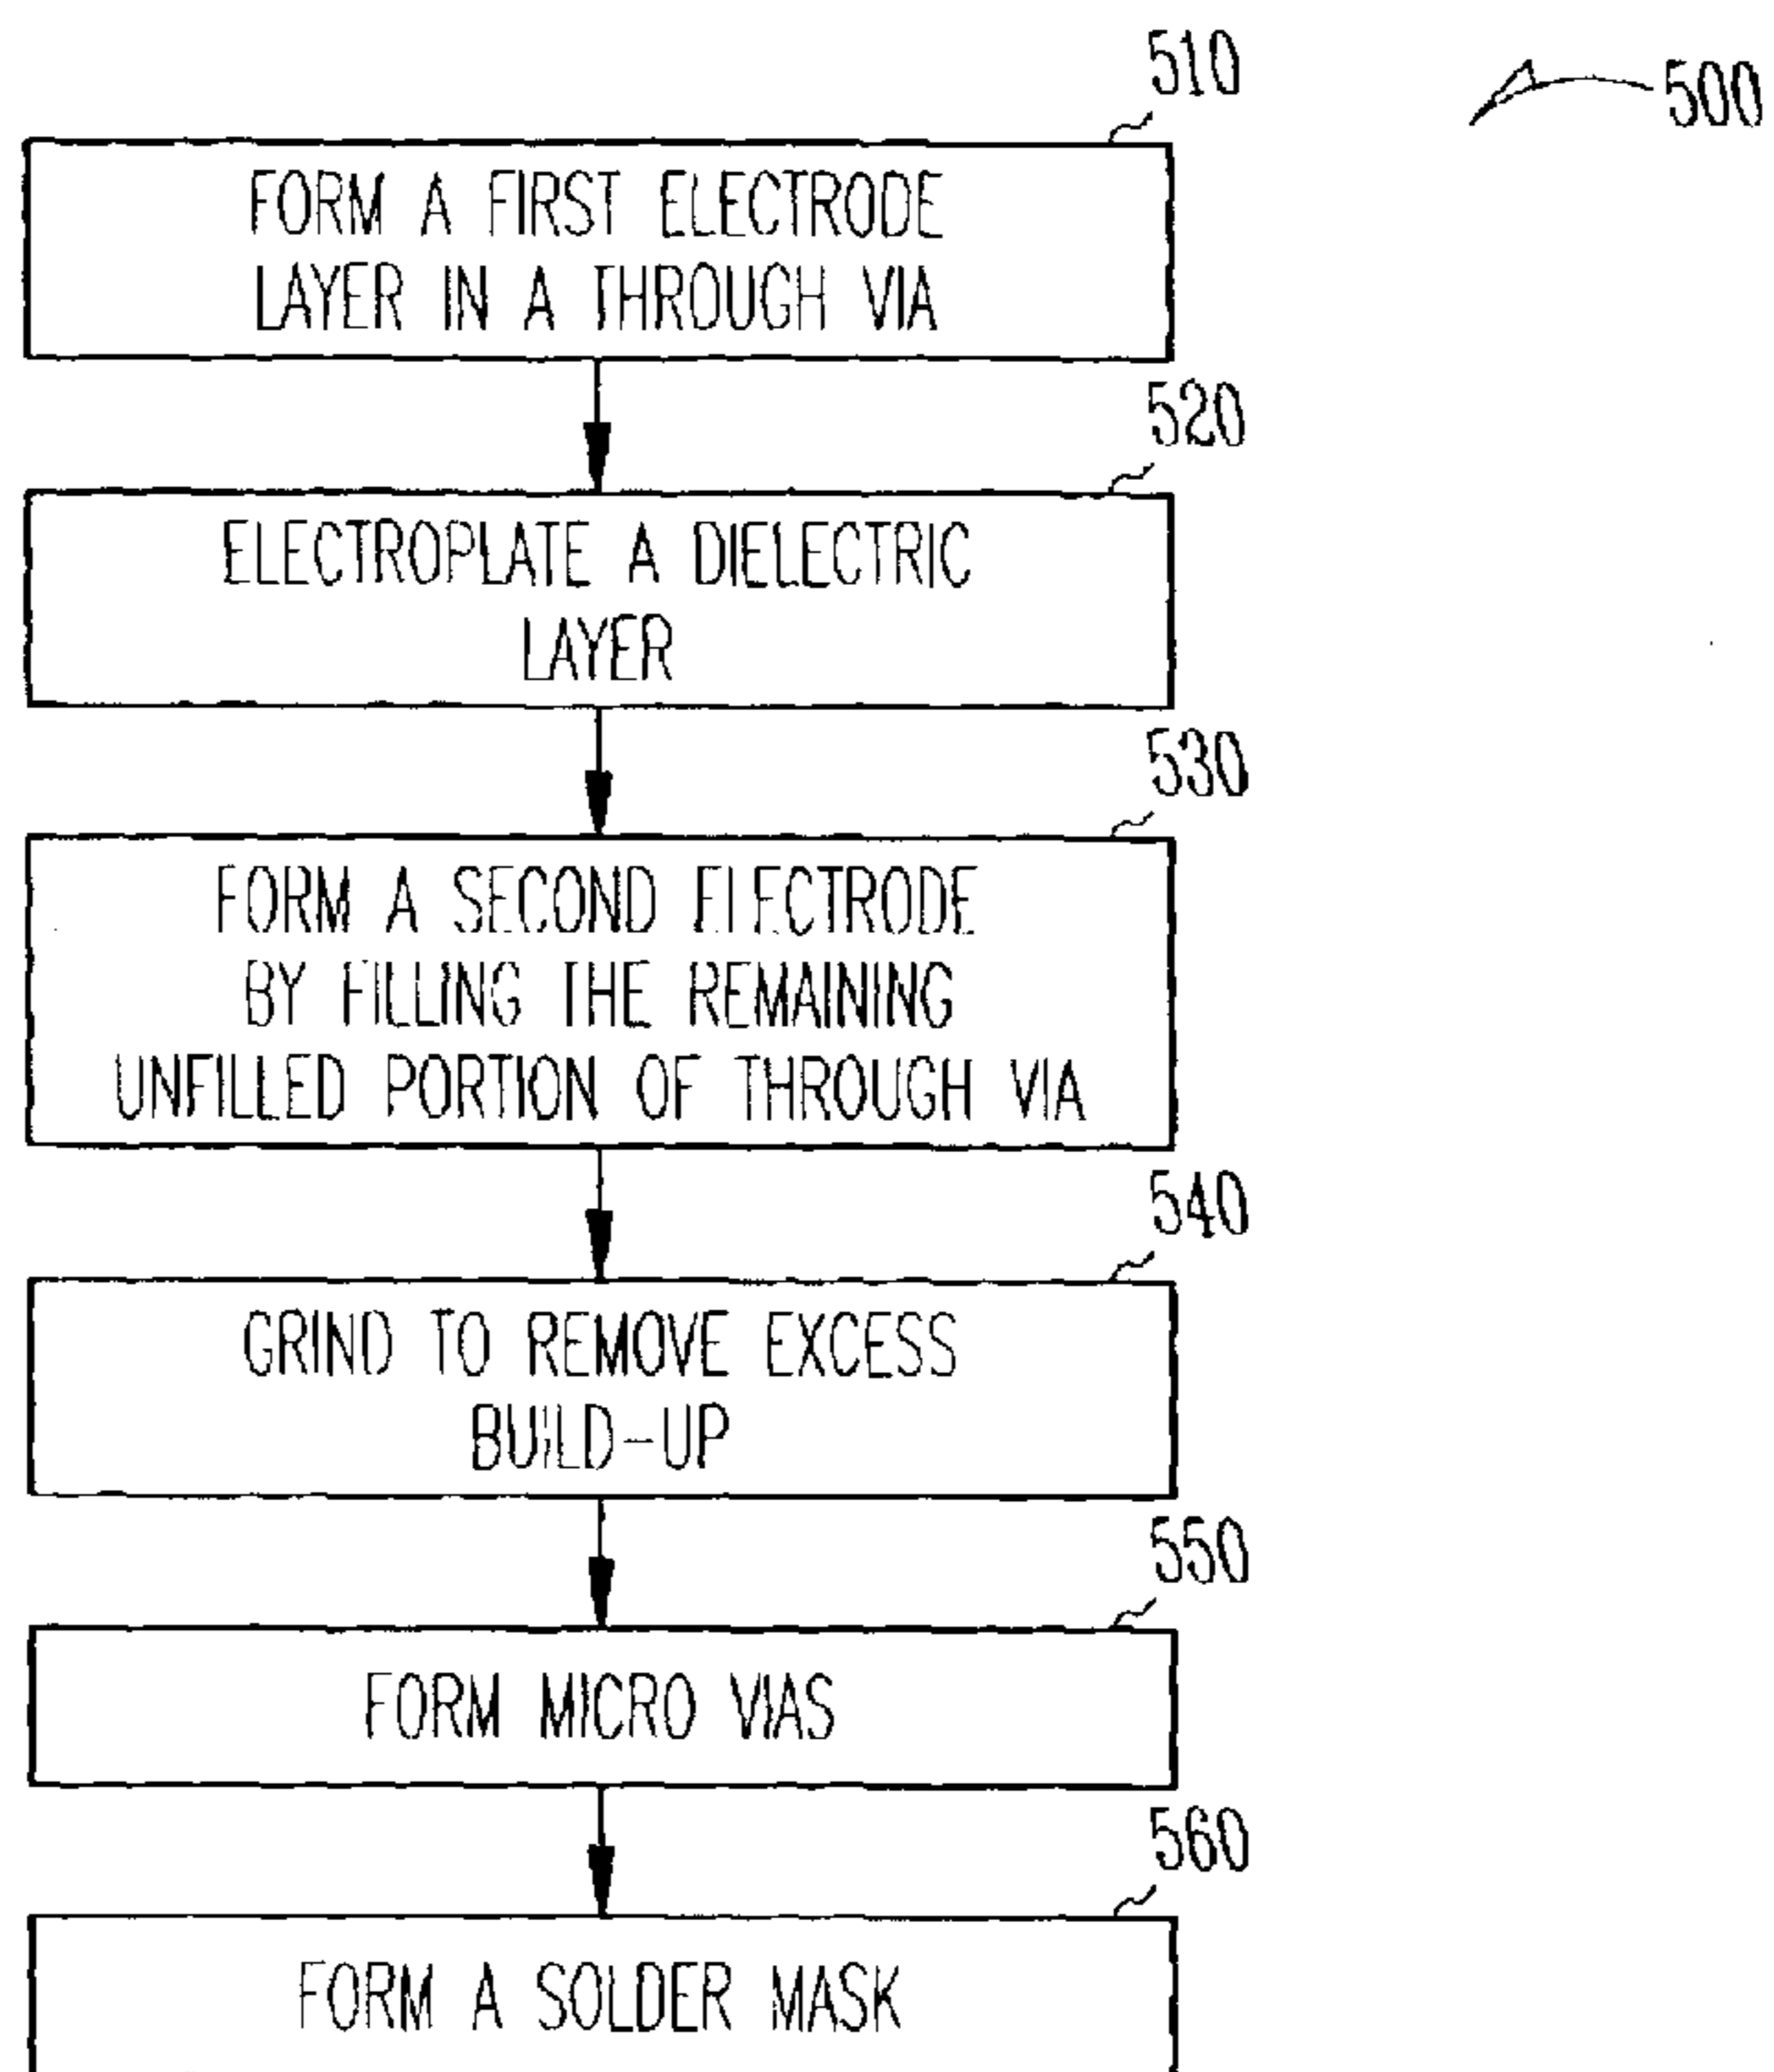 510
500
FORM A FIRST ELECTRODE
LAYER IN A THROUGH VIA
520
ELECTROPLATE A DIELECTRIC
LAYER
530
FORM A SECOND ELECTRODE
BY FILLING THE REMAINING
UNFILLED PORTION OF THROUGH VIA
540
GRIND TO REMOVE EXCESS
BUILD-UP
550
FORM MICRO VIAS
560
FORM A SOLDER MASK